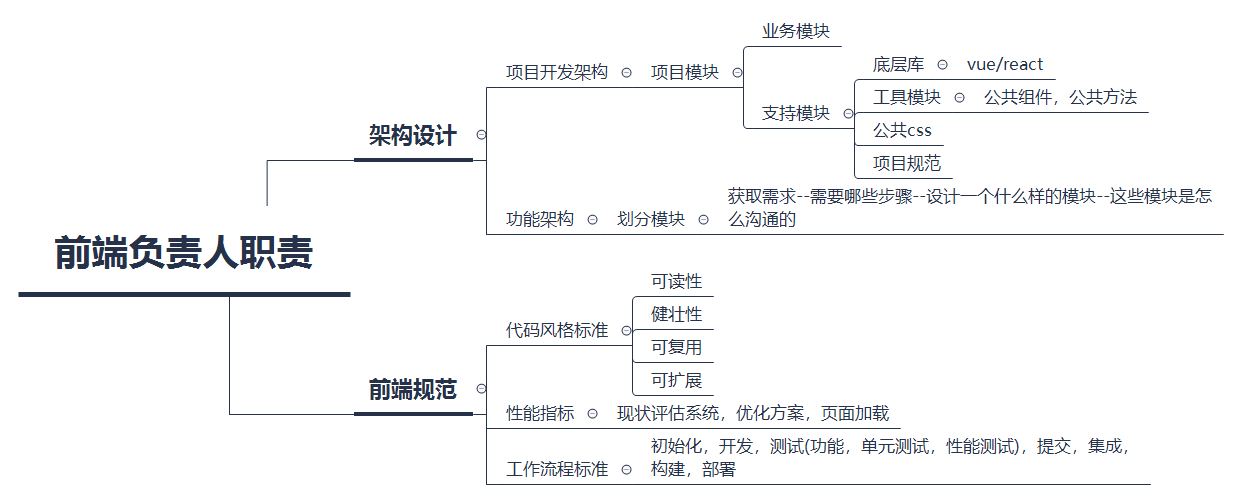 前端负责人职责
架构设计
项目开发架构
项目模块
业务模块
支持模块
底层库
vue/react
工具模块
公共组件，公共方法
公共css
项目规范
功能架构
划分模块
获取需求--需要哪些步骤--设计一个什么样的模块--这些模块是怎
么沟通的
前端规范
代码风格标准
可读性
健壮性
可复用
可扩展
性能指标
现状评估系统，优化方案，页面加载
工作流程标准
初始化，开发，测试(功能，单元测试，性能测试)，提交，集成，
构建，部署